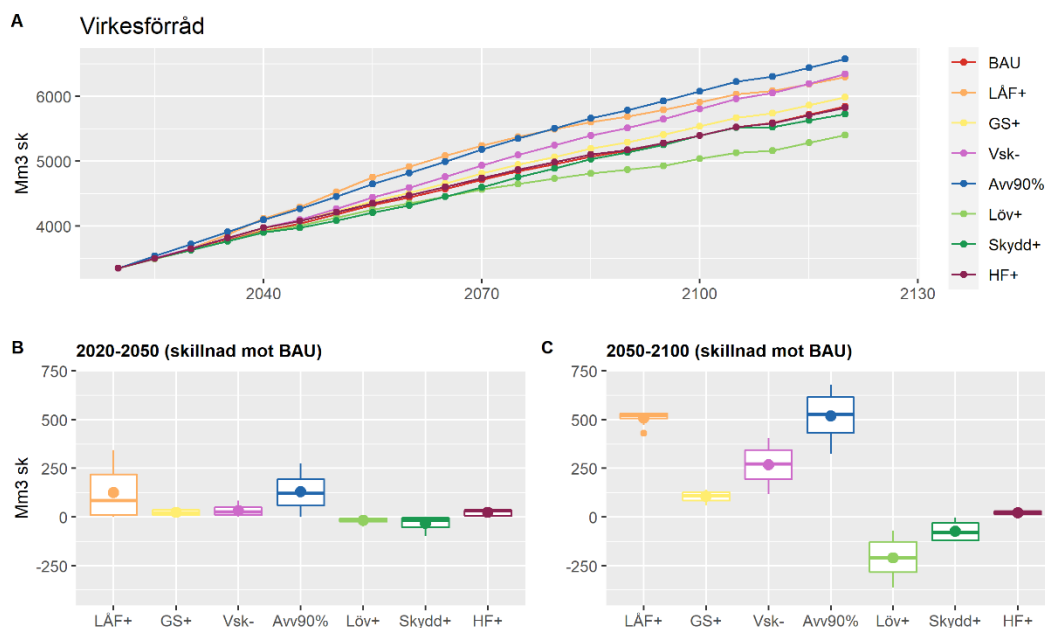 A
Virkesförråd
Mm3 sk
6000
5000
4000
2040 2070 2100 2130
BAU
LÅF+
GS+
Vsk-
Avv90%
Löv+
Skydd+
HF+
B
2020-2050 (skillnad mot BAU)
Mm3 sk
750
500
250
0
-250
LÅF+ GS+ Vsk- Avv90% Löv+ Skydd+ HF+
C
2050-2100 (skillnad mot BAU)
750
500
250
0
-250
LÅF+ GS+ Vsk- Avv90% Löv+ Skydd+ HF+